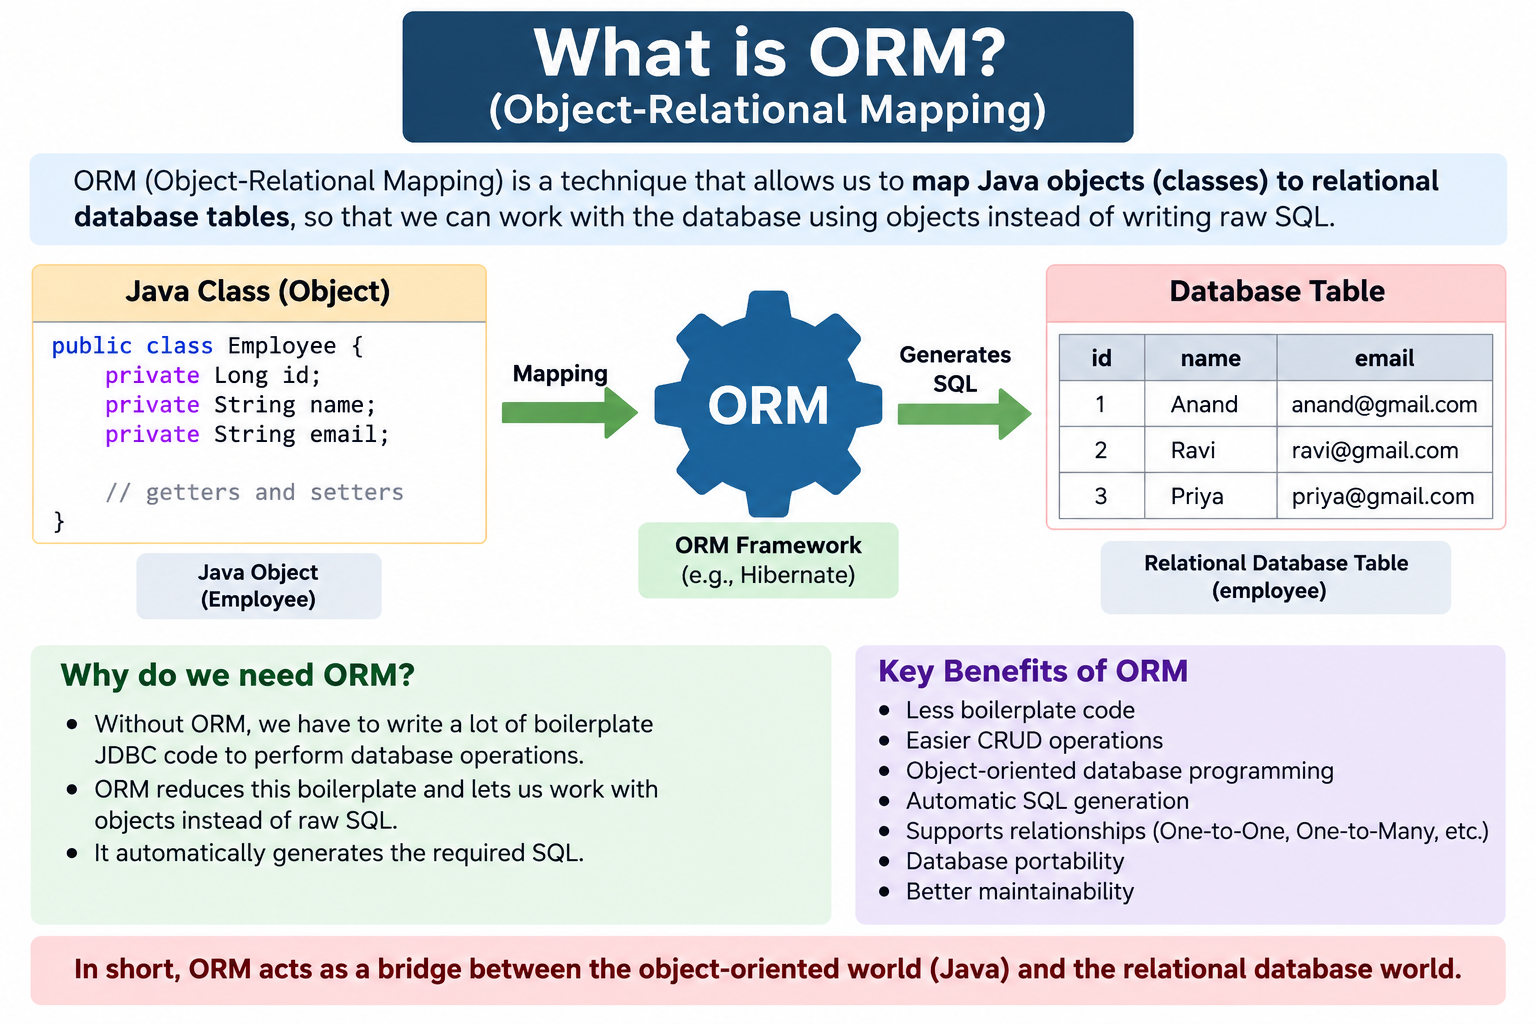 What is ORM?
(Object-Relational Mapping)
ORM (Object-Relational Mapping) is a technique that allows us to map Java objects (classes) to relational
database tables, so that we can work with the database using objects instead of writing raw SQL.
Java Class (Object)
public class Employee {
    private Long id;
    private String name;
    private String email;

    // getters and setters
}
Java Object
(Employee)
Mapping
ORM
ORM Framework
(e.g., Hibernate)
Generates
SQL
Database Table
id name email
1 Anand anand@gmail.com
2 Ravi ravi@gmail.com
3 Priya priya@gmail.com
Relational Database Table
(employee)
Why do we need ORM?
• Without ORM, we have to write a lot of boilerplate
JDBC code to perform database operations.
• ORM reduces this boilerplate and lets us work with
objects instead of raw SQL.
• It automatically generates the required SQL.
Key Benefits of ORM
• Less boilerplate code
• Easier CRUD operations
• Object-oriented database programming
• Automatic SQL generation
• Supports relationships (One-to-One, One-to-Many, etc.)
• Database portability
• Better maintainability
In short, ORM acts as a bridge between the object-oriented world (Java) and the relational database world.